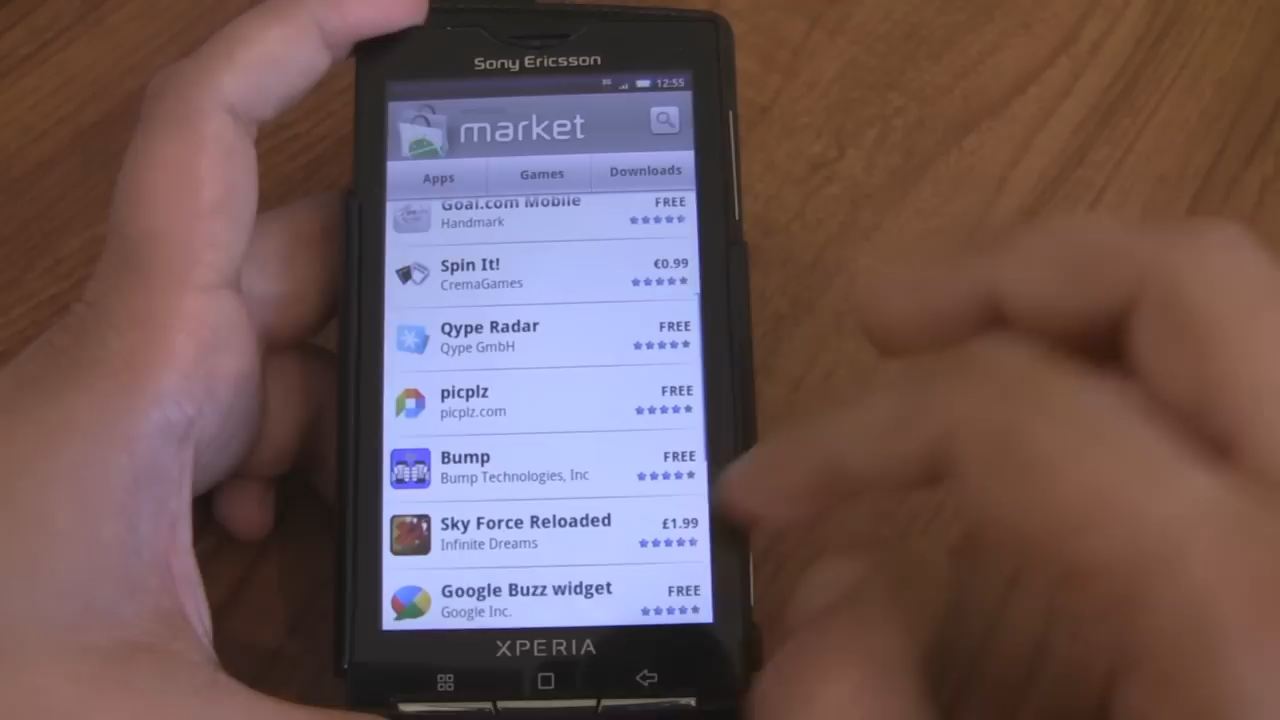 Sony Ericsson
12:55
market
Apps Games Downloads
Goal.com Mobile FREE
Handmark
Spin It! €0.99
CremaGames
Qype Radar FREE
Qype GmbH
picplz FREE
picplz.com
Bump FREE
Bump Technologies, Inc
Sky Force Reloaded £1.99
Infinite Dreams
Google Buzz widget FREE
Google Inc.
XPERIA